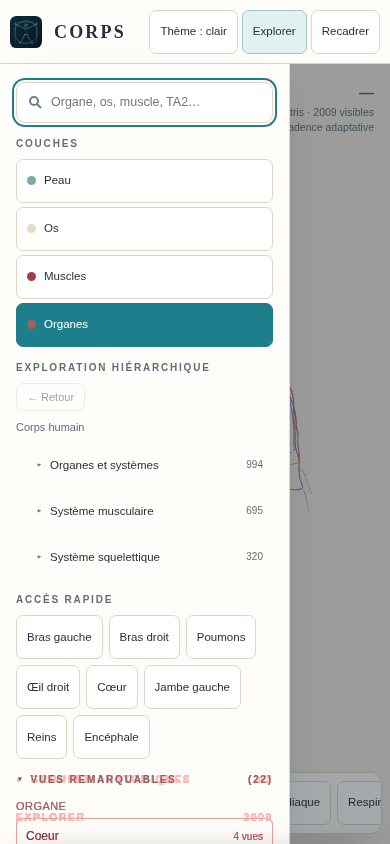 CORPS
Thème : clair
Explorer
Recadrer
Organe, os, muscle, TA2…
COUCHES
Peau
Os
Muscles
Organes
EXPLORATION HIÉRARCHIQUE
← Retour
Corps humain
Organes et systèmes 994
Système musculaire 695
Système squelettique 320
ACCÈS RAPIDE
Bras gauche
Bras droit
Poumons
Œil droit
Cœur
Jambe gauche
Reins
Encéphale
VUES REMARQUABLES (22)
ORGANE
EXPLORER
Coeur 4 vues
tris · 2009 visibles
adence adaptative
liaque
Respir